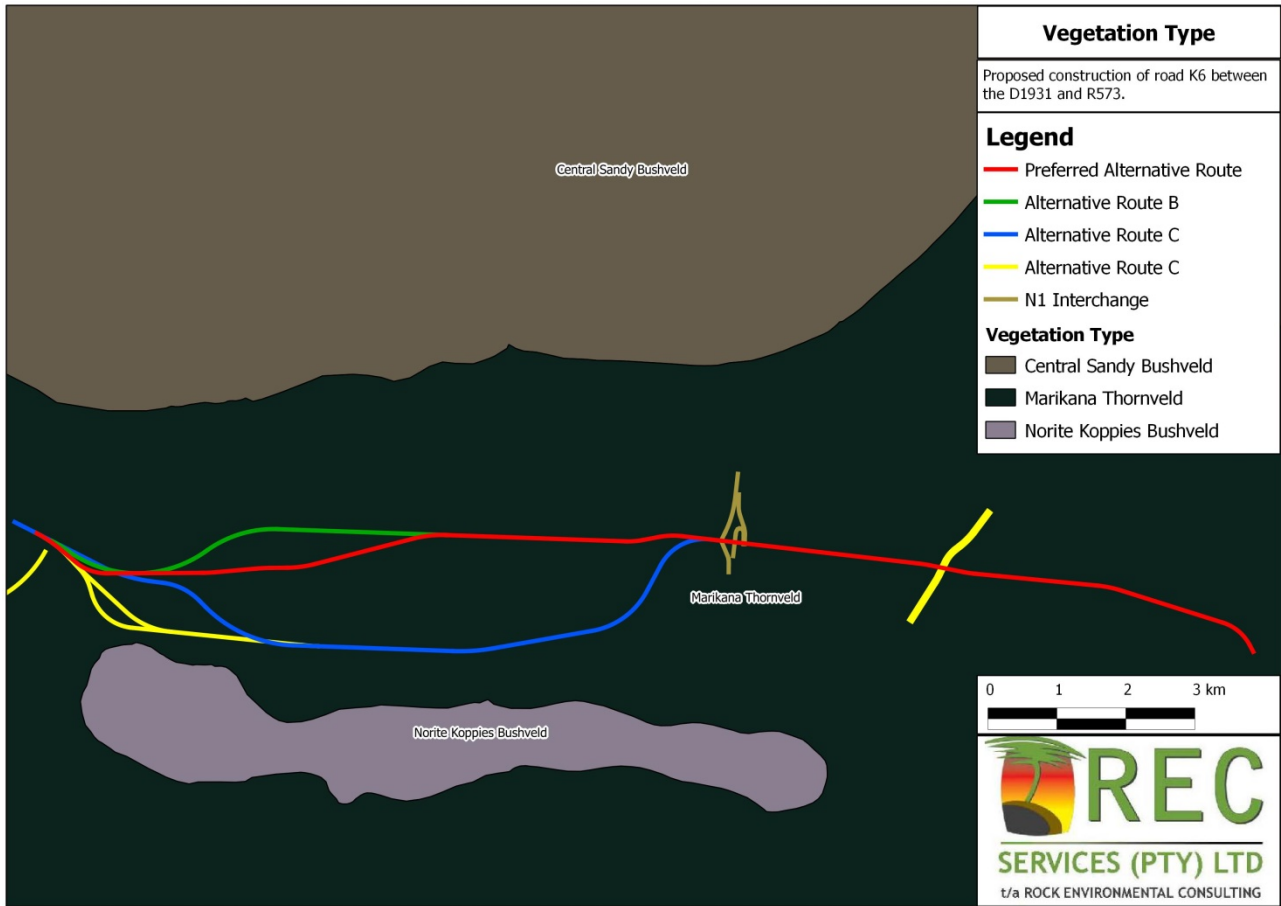 Vegetation Type
Proposed construction of road K6 between
the D1931 and R573.
Legend
Preferred Alternative Route
Alternative Route B
Alternative Route C
Alternative Route C
N1 Interchange
Vegetation Type
Central Sandy Bushveld
Marikana Thornveld
Norite Koppies Bushveld
Central Sandy Bushveld
Marikana Thornveld
Norite Koppies Bushveld
0 1 2 3 km
REC
SERVICES (PTY) LTD
t/a ROCK ENVIRONMENTAL CONSULTING